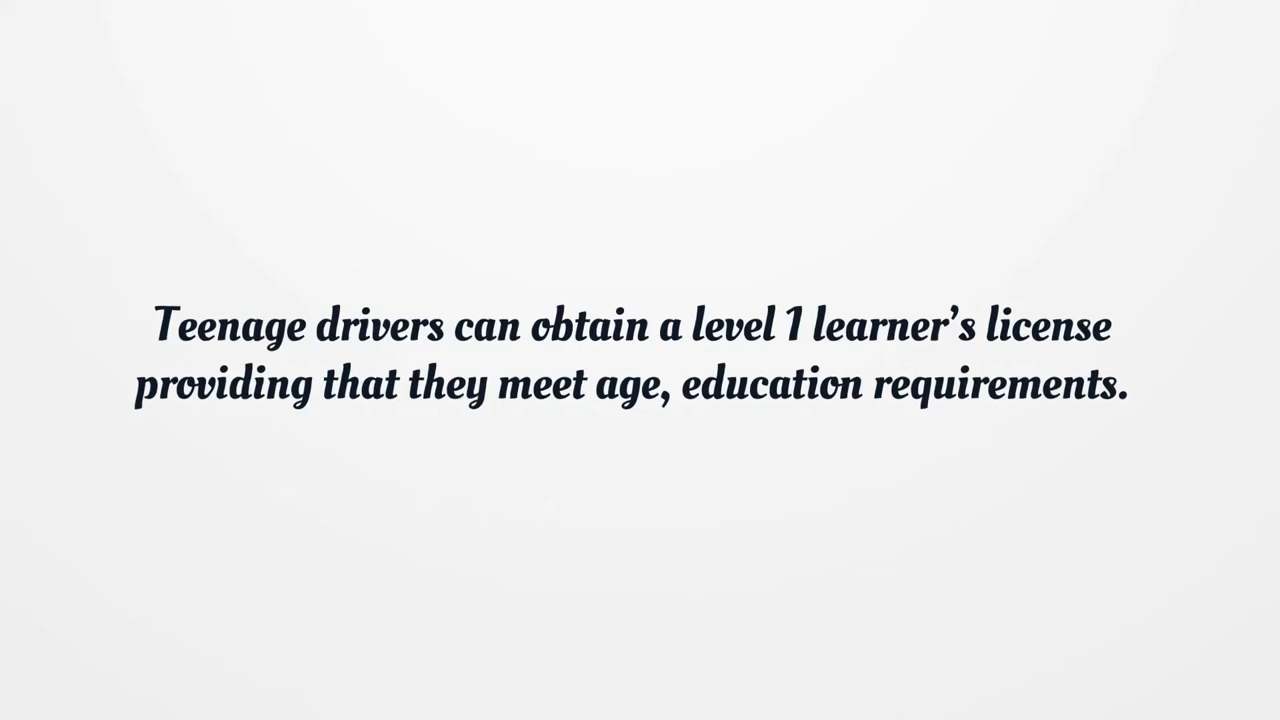 Teenage drivers can obtain a level 1 learner’s license
providing that they meet age, education requirements.